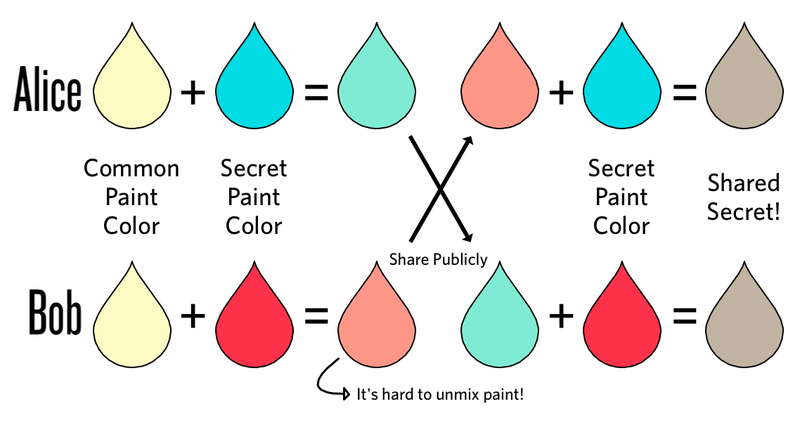 Alice + = + =
Common Paint Color
Secret Paint Color
Secret Paint Color
Shared Secret!
Share Publicly
Bob + = + =
It's hard to unmix paint!